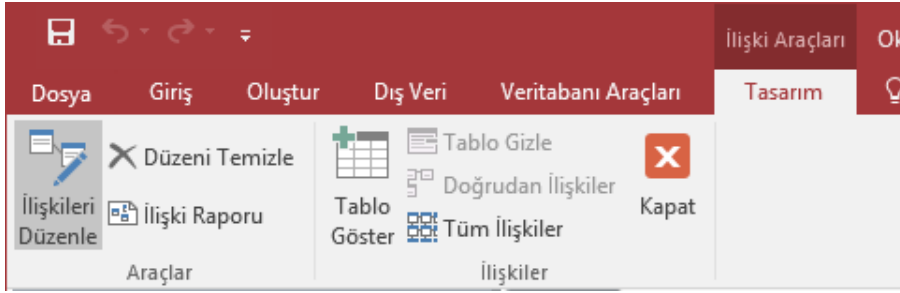 İlişki Araçları Ok
Dosya Giriş Oluştur Dış Veri Veritabanı Araçları Tasarım
İlişkileri Düzenle
Düzeni Temizle
İlişki Raporu
Araçlar
Tablo Göster
Tablo Gizle
Doğrudan İlişkiler
Tüm İlişkiler
Kapat
İlişkiler